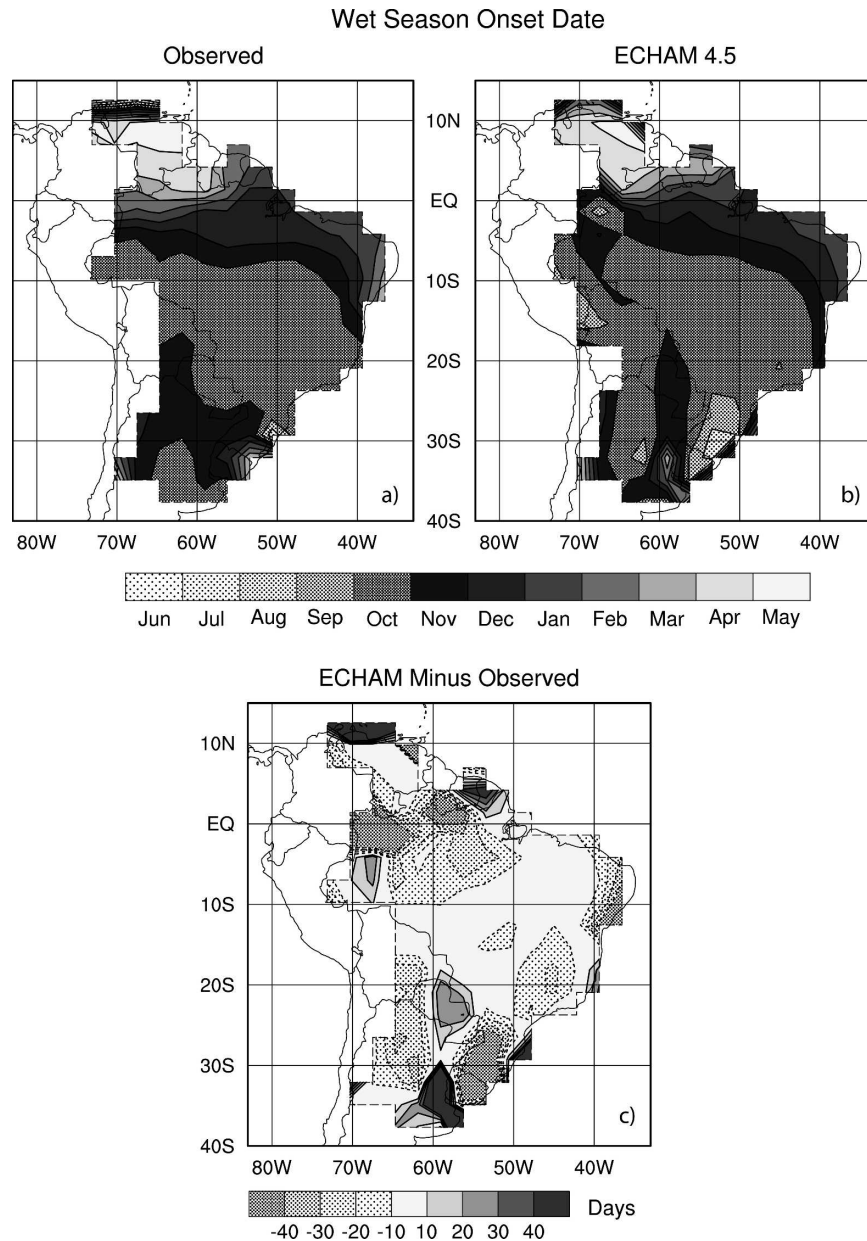 Wet Season Onset Date
Observed
ECHAM 4.5
10N
EQ
10S
20S
30S
40S
a)
b)
80W 70W 60W 50W 40W
80W 70W 60W 50W 40W
Jun Jul Aug Sep Oct Nov Dec Jan Feb Mar Apr May
ECHAM Minus Observed
10N
EQ
10S
20S
30S
40S
c)
80W 70W 60W 50W 40W
-40 -30 -20 -10 10 20 30 40
Days